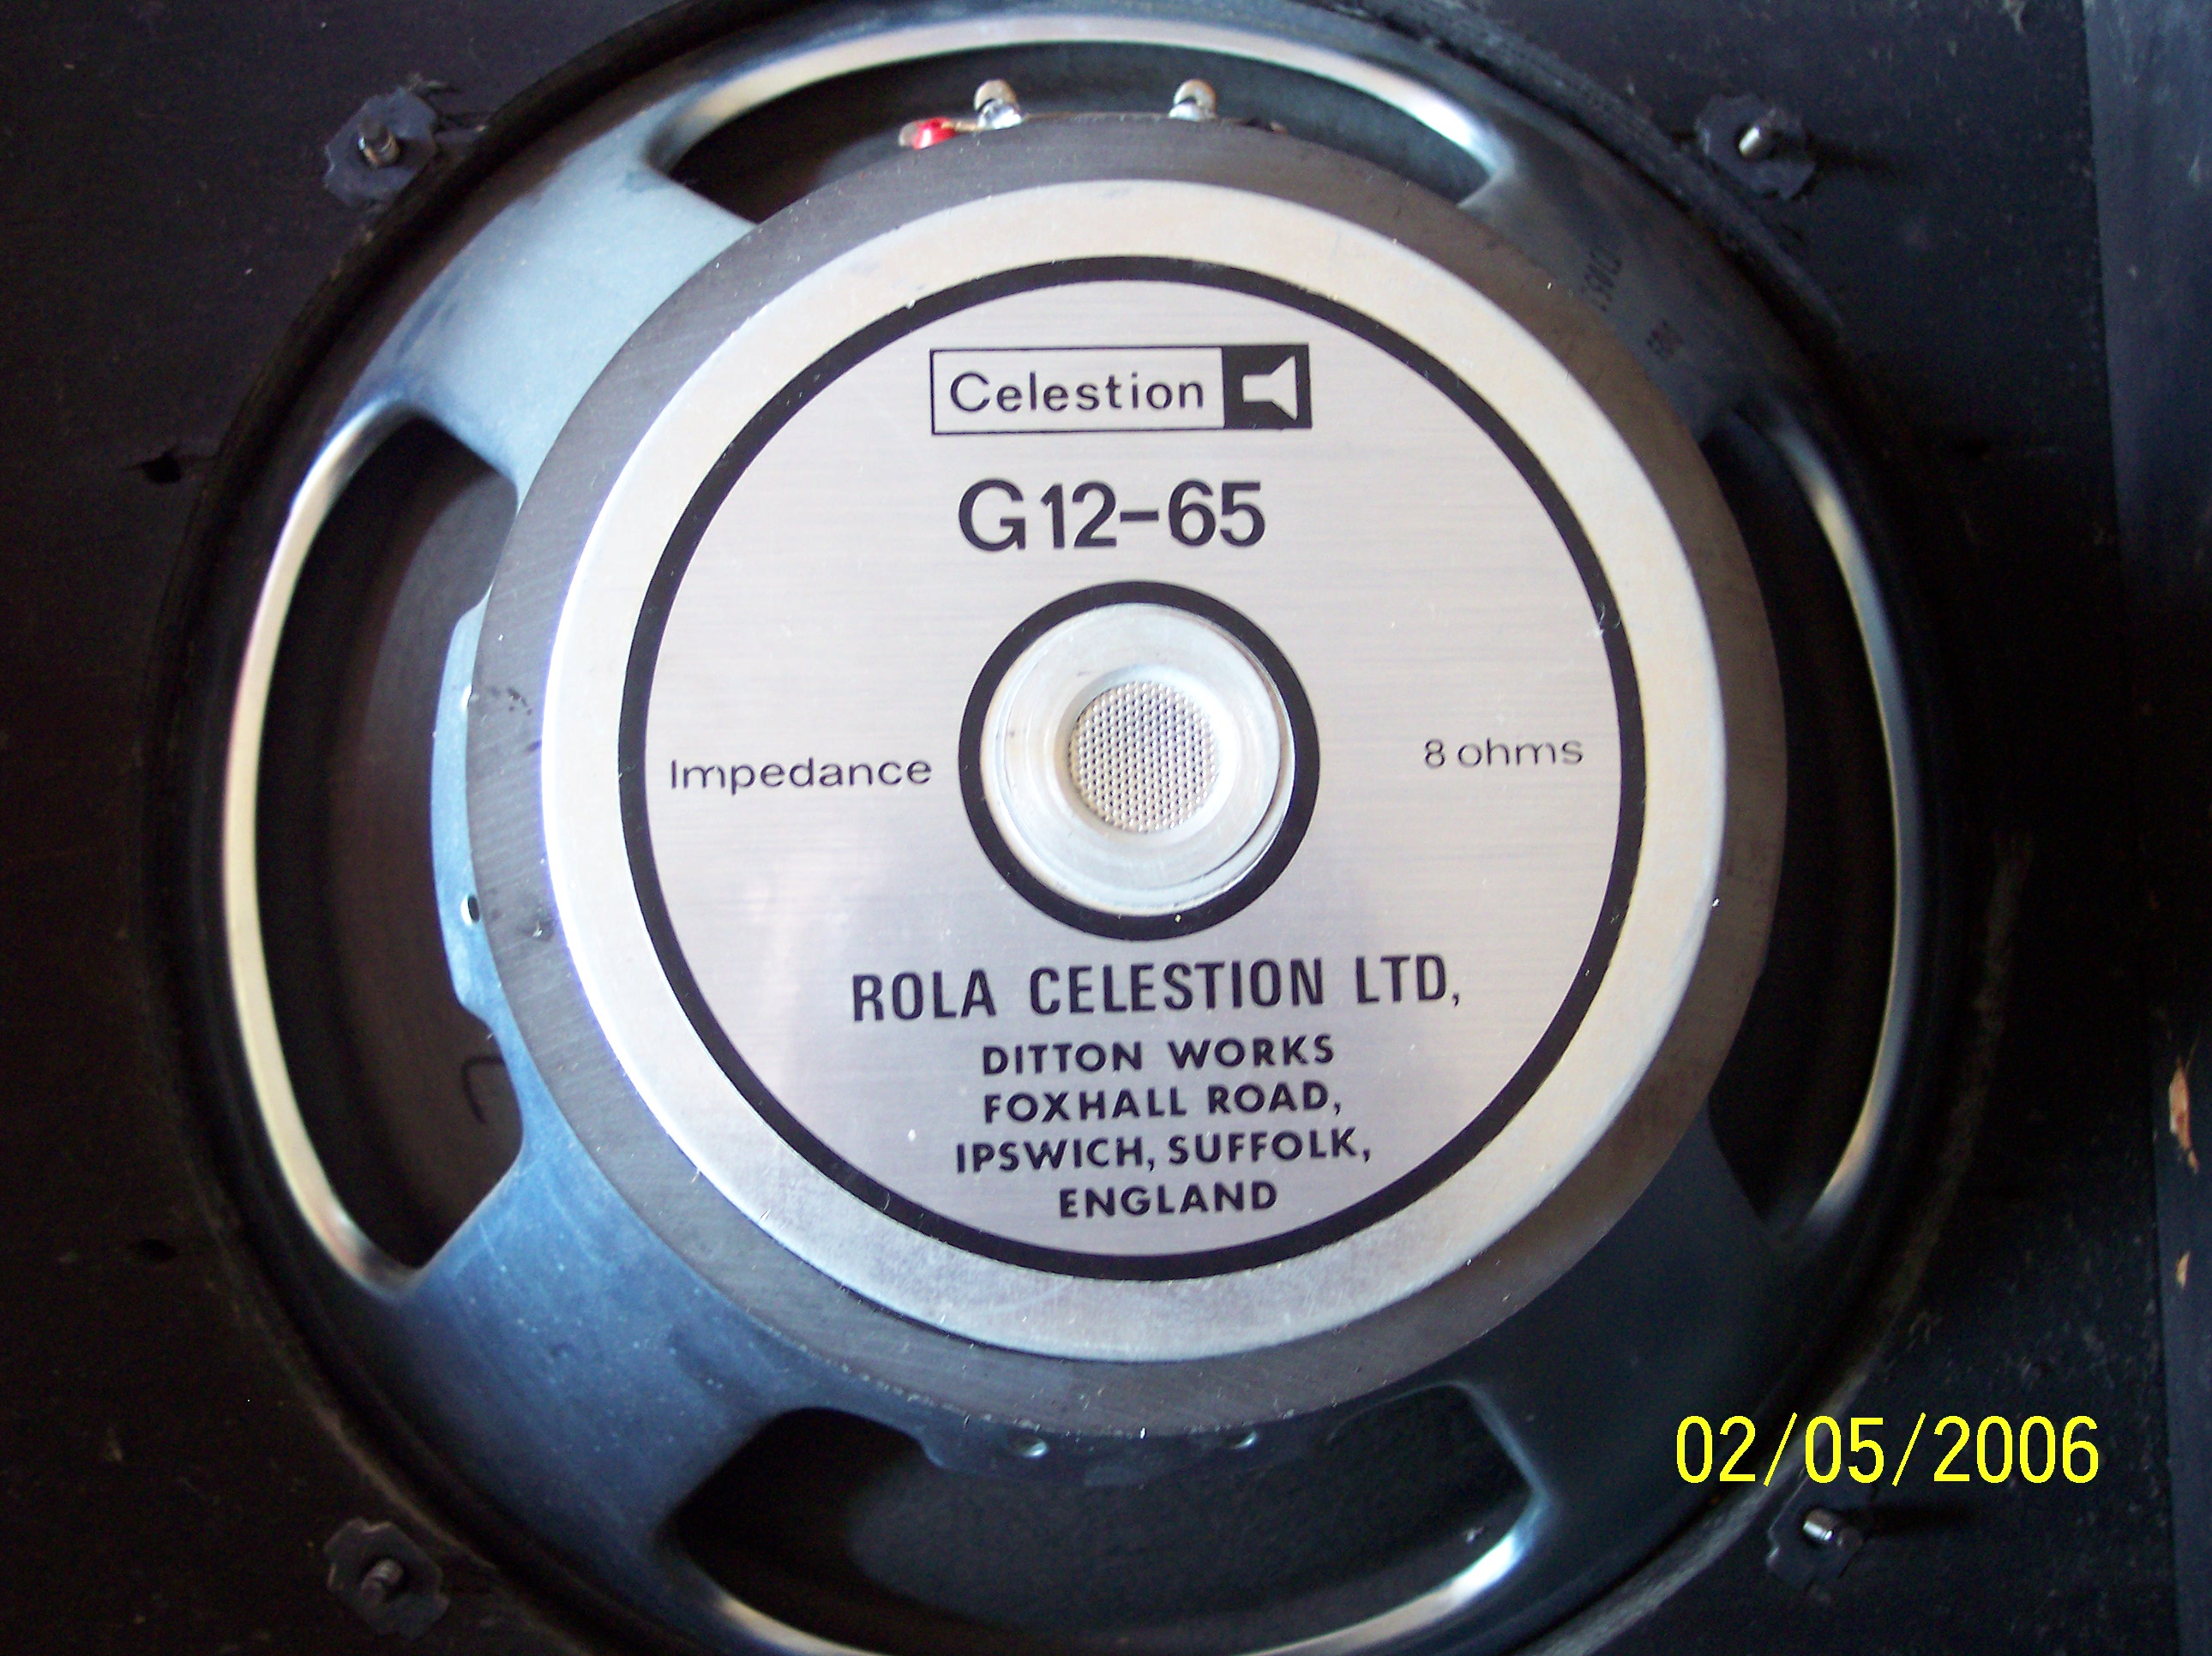 Celestion
G12-65
Impedance 8 ohms
ROLA CELESTION LTD,
DITTON WORKS
FOXHALL ROAD,
IPSWICH, SUFFOLK,
ENGLAND
02/05/2006